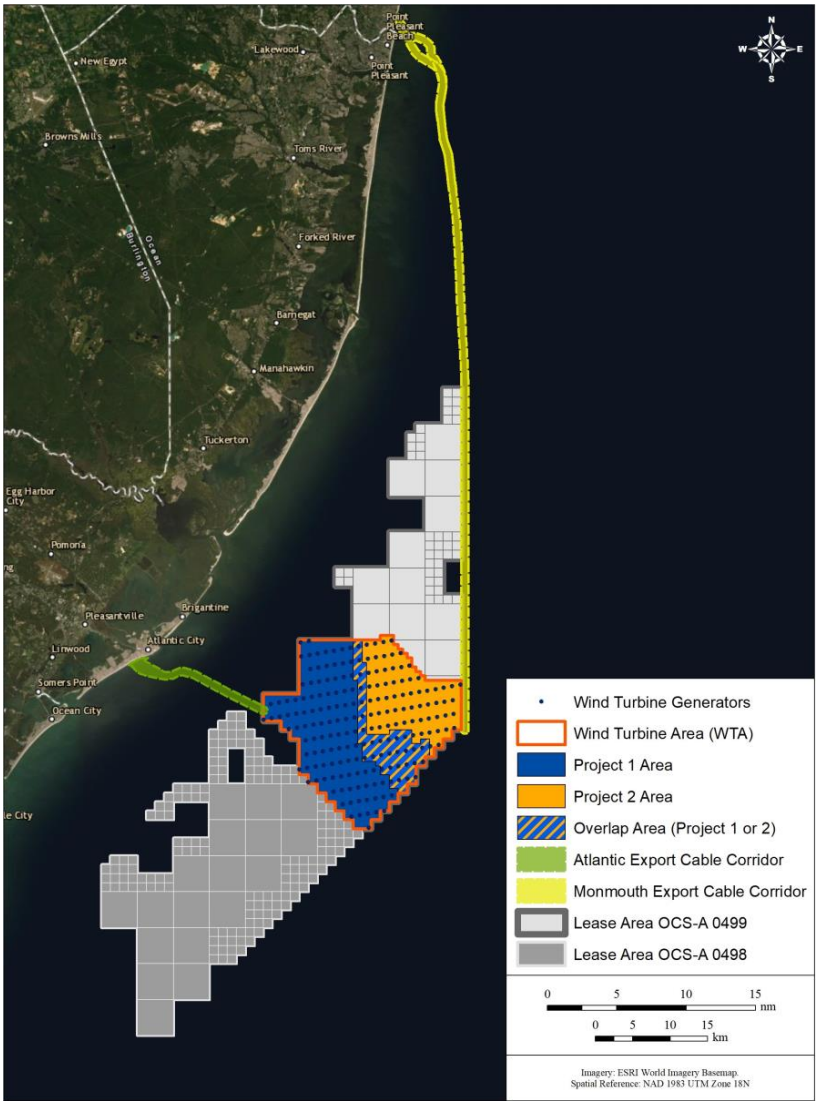 Point
Pleasant
Beach
Point
Pleasant
Lakewood
New Egypt
Browns Mills
Toms River
Ocean
Burlington
Forked River
Barnegat
Manahawkin
Tuckerton
Egg Harbor
City
Pomona
ng
Pleasantville
Brigantine
Linwood
Atlantic City
Somers Point
Ocean City
le City
N
W E
S
Wind Turbine Generators
Wind Turbine Area (WTA)
Project 1 Area
Project 2 Area
Overlap Area (Project 1 or 2)
Atlantic Export Cable Corridor
Monmouth Export Cable Corridor
Lease Area OCS-A 0499
Lease Area OCS-A 0498
0 5 10 15
nm
0 5 10 15
km
Imagery: ESRI World Imagery Basemap.
Spatial Reference: NAD 1983 UTM Zone 18N